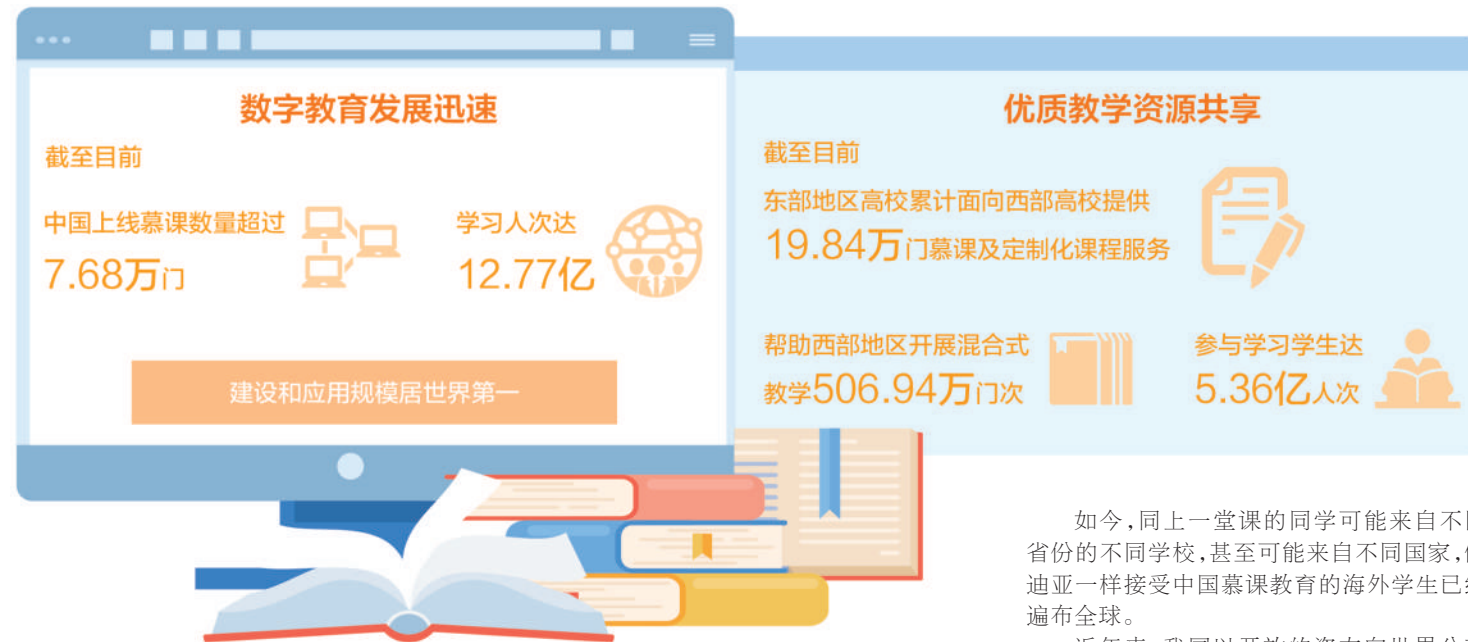 数字教育发展迅速
截至目前
中国上线慕课数量超过
7.68万门
学习人次达
12.77亿
建设和应用规模居世界第一
优质教学资源共享
截至目前
东部地区高校累计面向西部高校提供
19.84万门慕课及定制化课程服务
帮助西部地区开展混合式
教学506.94万门次
参与学习学生达
5.36亿人次
如今,同上一堂课的同学可能来自不
省份的不同学校,甚至可能来自不同国家,
迪亚一样接受中国慕课教育的海外学生已
遍布全球。